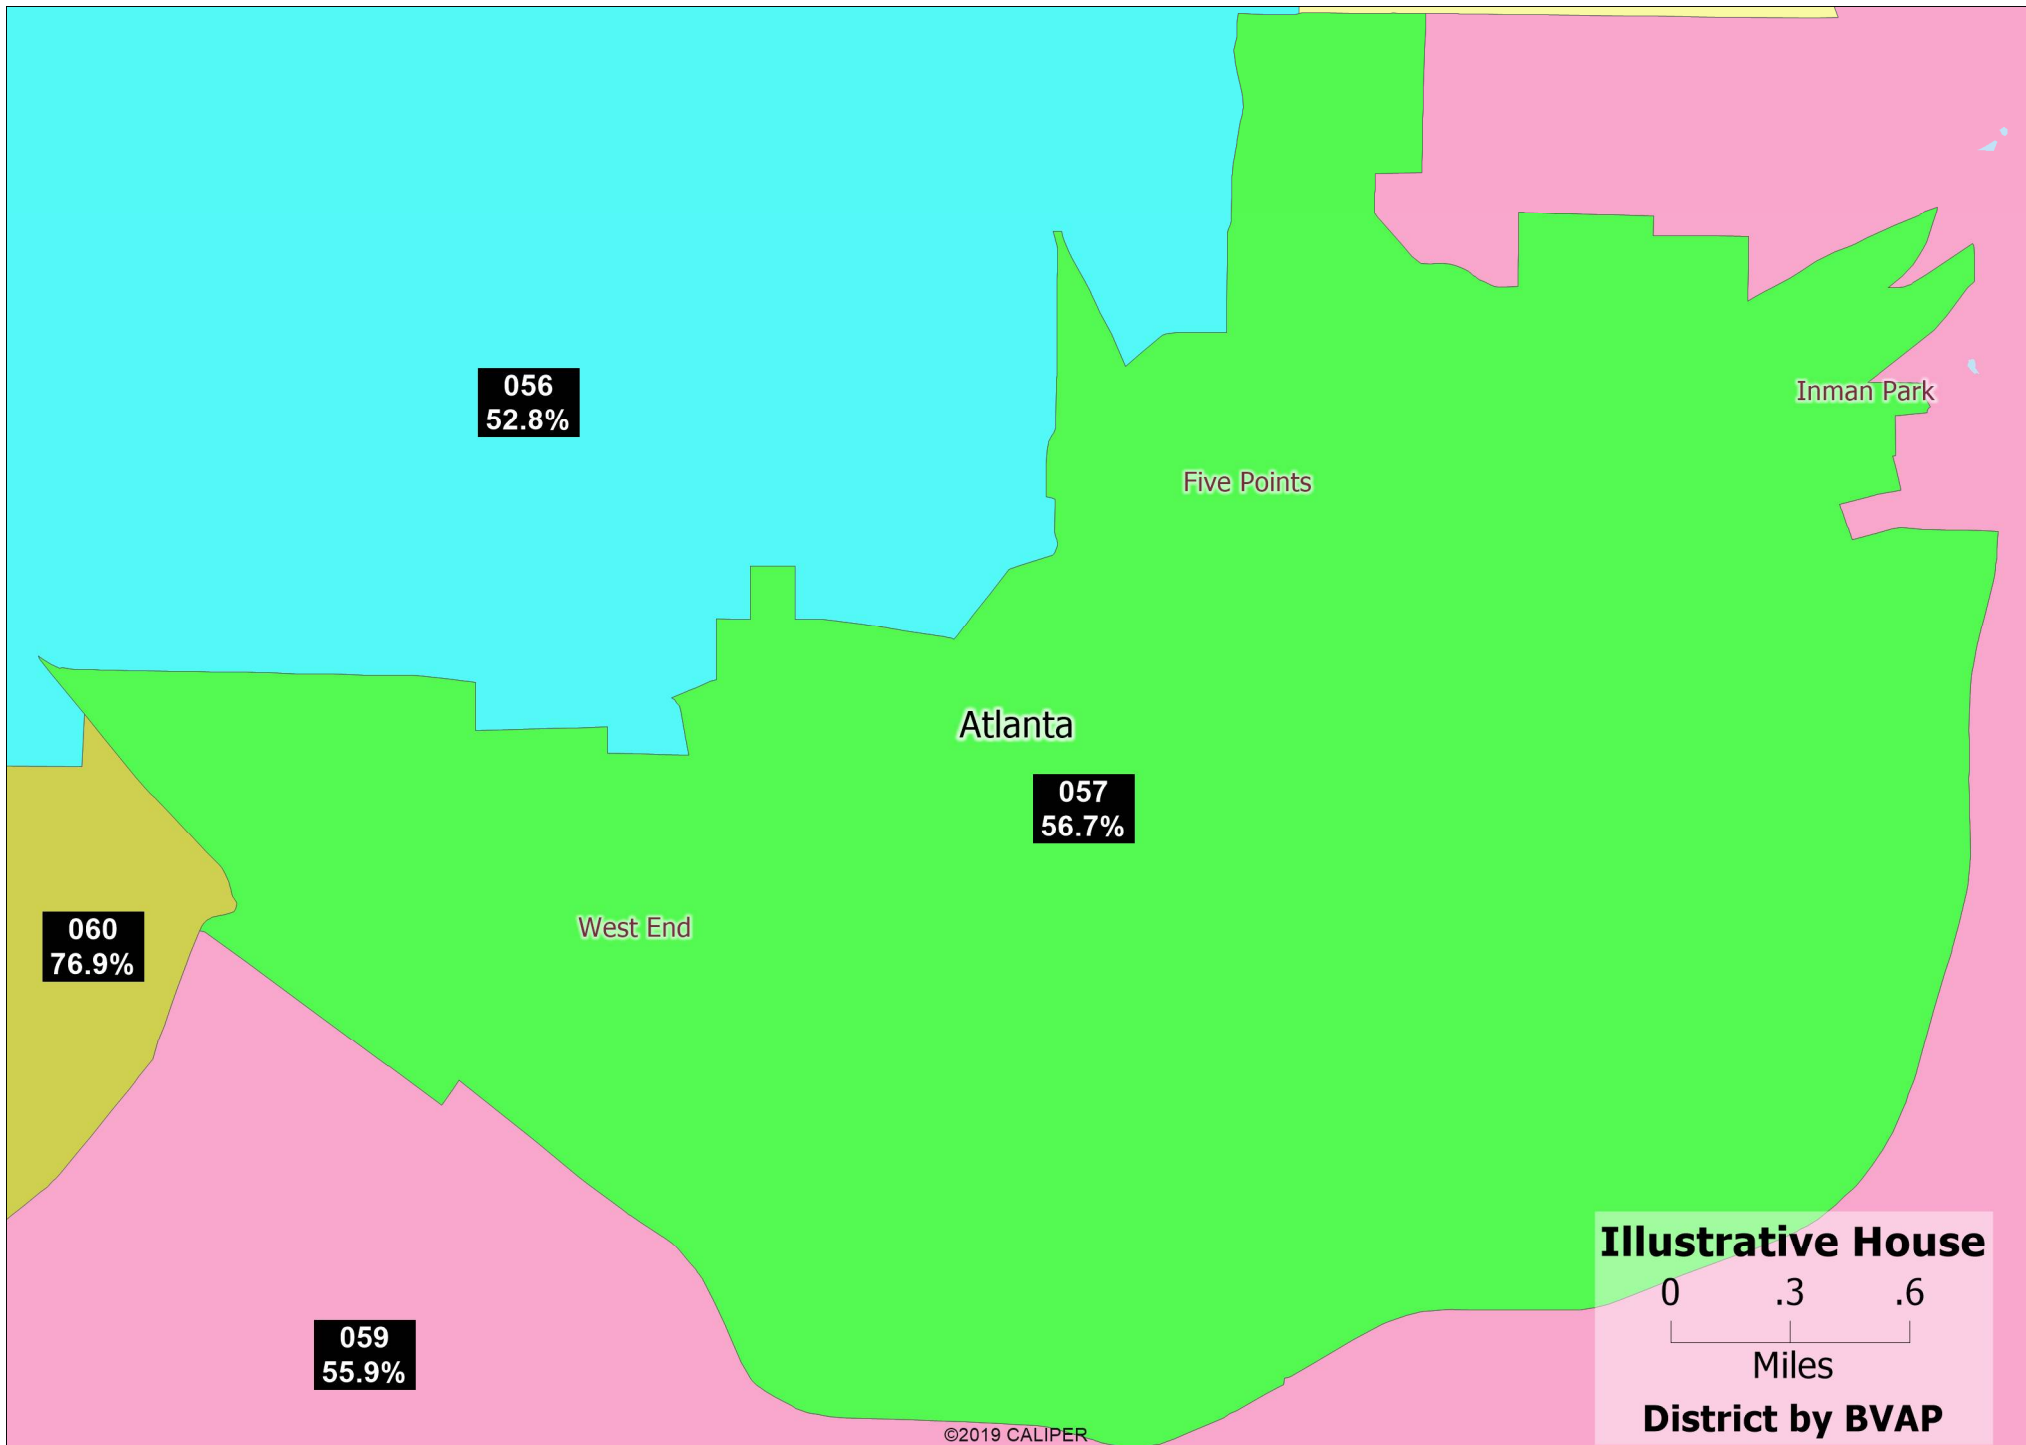 056
52.8%
Inman Park
Five Points
Atlanta
057
56.7%
West End
060
76.9%
059
55.9%
Illustrative House
0 .3 .6
Miles
District by BVAP
©2019 CALIPER